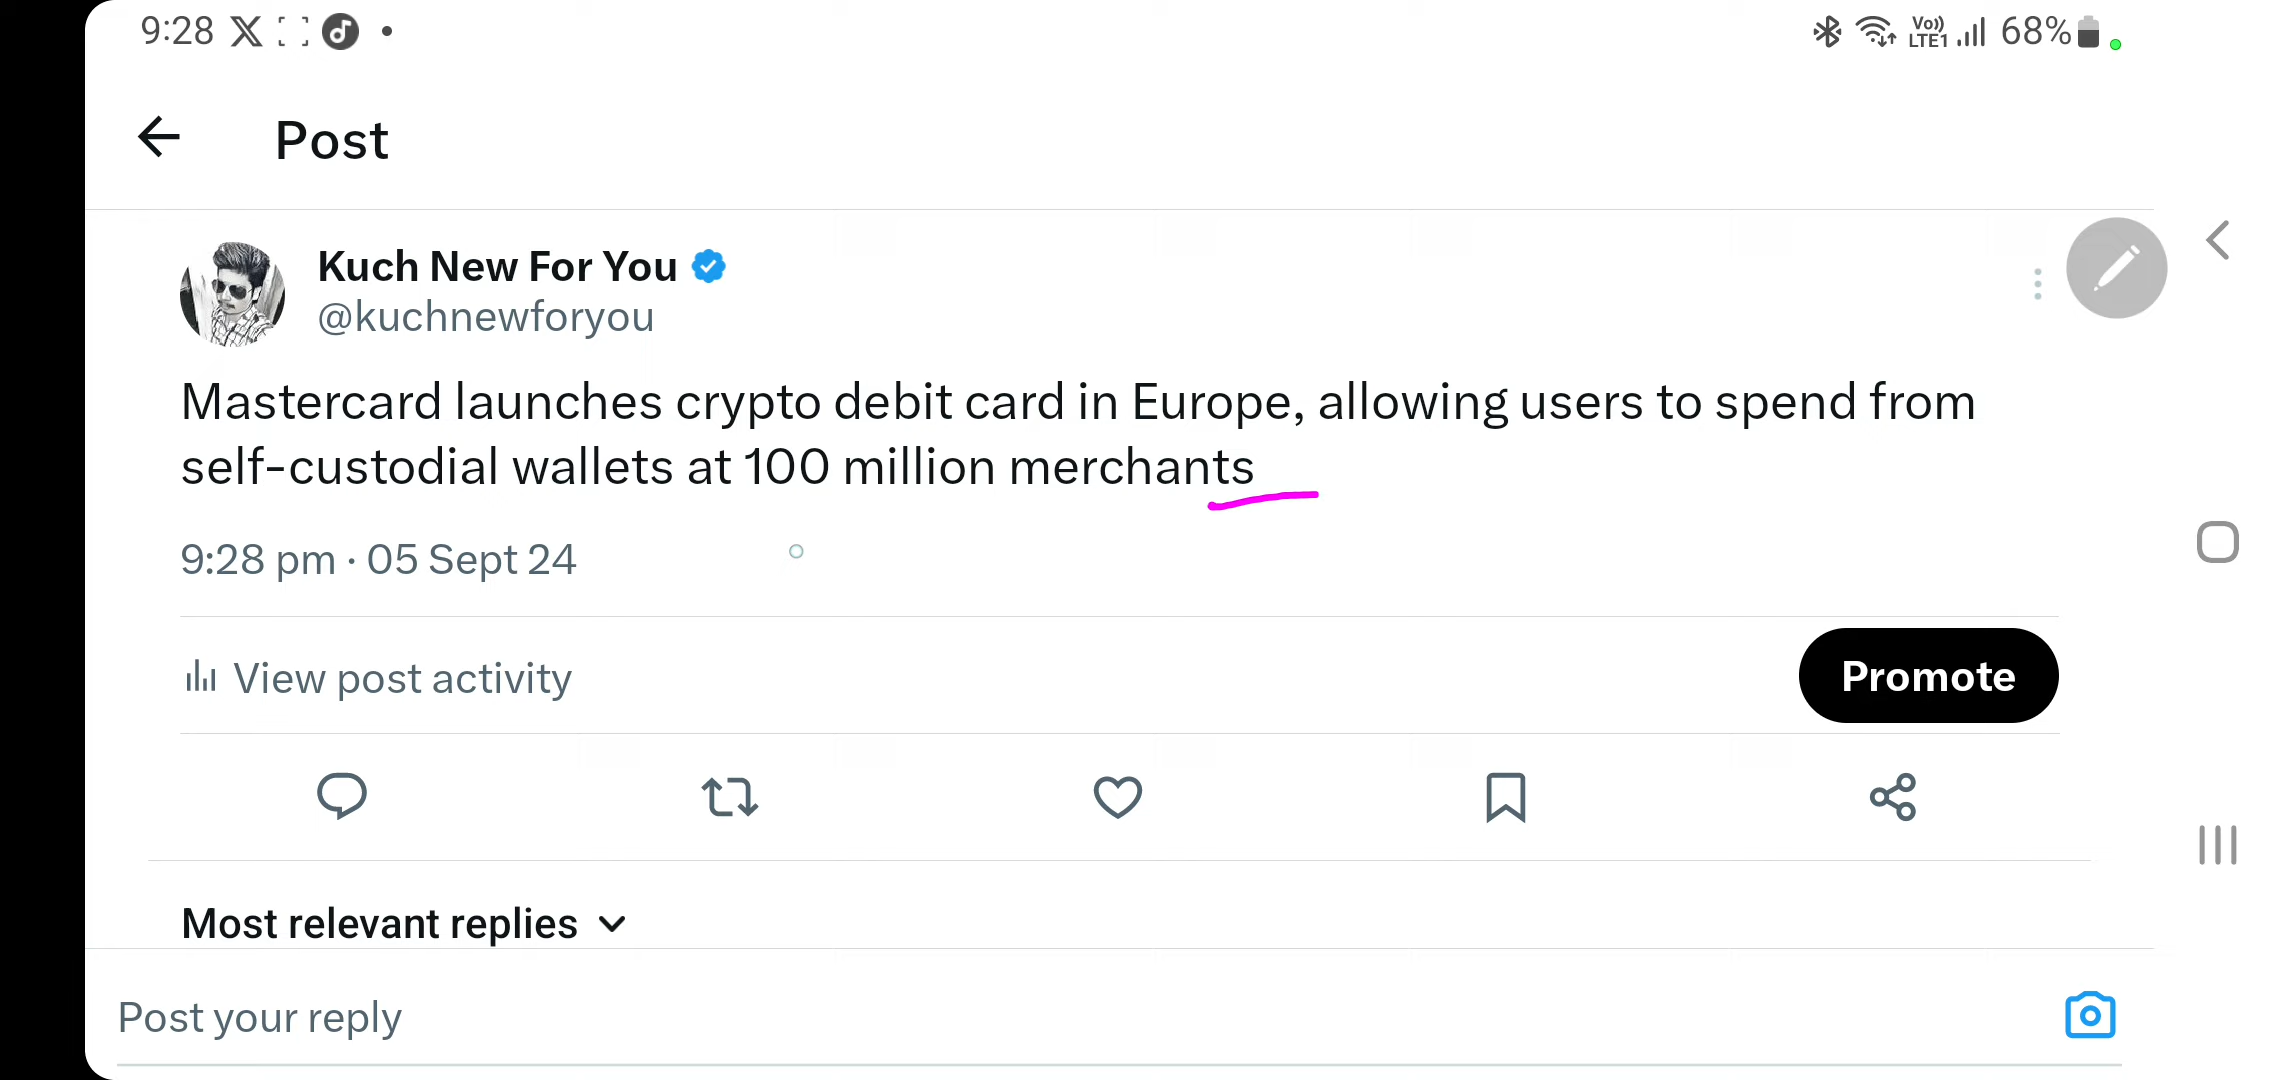 9:28
Vo))
LTE1
68%
Post
Kuch New For You
@kuchnewforyou
Mastercard launches crypto debit card in Europe, allowing users to spend from
self-custodial wallets at 100 million merchants
9:28 pm · 05 Sept 24
View post activity
Promote
Most relevant replies
Post your reply